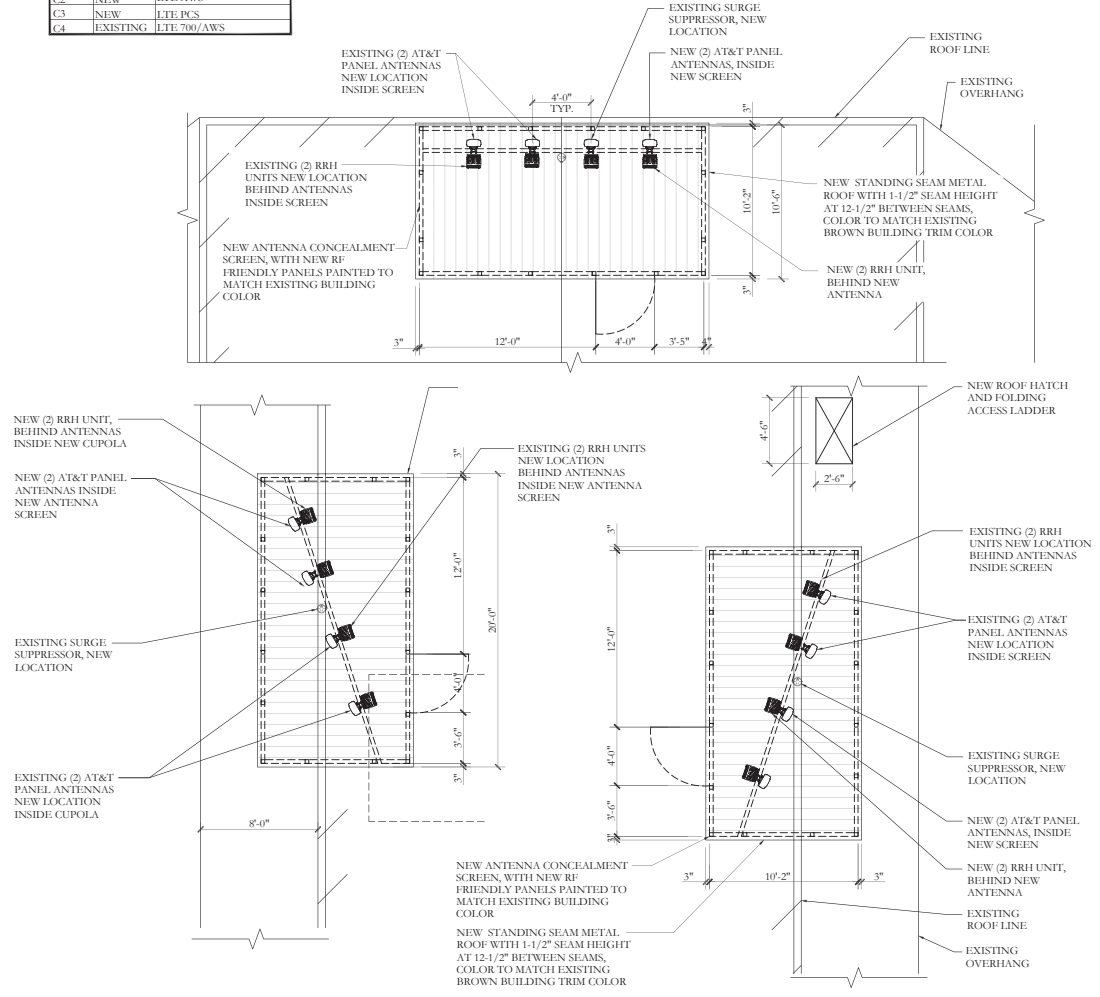 C2 NEW
C3 NEW LTE PCS
C4 EXISTING LTE 700/AWS
EXISTING SURGE
SUPPRESSOR, NEW
LOCATION
EXISTING (2) AT&T
PANEL ANTENNAS
NEW LOCATION
INSIDE SCREEN
NEW (2) AT&T PANEL
ANTENNAS, INSIDE
NEW SCREEN
EXISTING
ROOF LINE
EXISTING
OVERHANG
4'-0"
TYP.
3"
EXISTING (2) RRH
UNITS NEW LOCATION
BEHIND ANTENNAS
INSIDE SCREEN
10'-2"
10'-6"
NEW STANDING SEAM METAL
ROOF WITH 1-1/2" SEAM HEIGHT
AT 12-1/2" BETWEEN SEAMS,
COLOR TO MATCH EXISTING
BROWN BUILDING TRIM COLOR
NEW ANTENNA CONCEALMENT
SCREEN, WITH NEW RF
FRIENDLY PANELS PAINTED TO
MATCH EXISTING BUILDING
COLOR
NEW (2) RRH UNIT,
BEHIND NEW
ANTENNA
3"
3"
12'-0"
4'-0"
3'-5"
4"
NEW ROOF HATCH
AND FOLDING
ACCESS LADDER
4'-6"
2'-6"
NEW (2) RRH UNIT,
BEHIND ANTENNAS
INSIDE NEW CUPOLA
NEW (2) AT&T PANEL
ANTENNAS INSIDE
NEW ANTENNA
SCREEN
EXISTING SURGE
SUPPRESSOR, NEW
LOCATION
EXISTING (2) AT&T
PANEL ANTENNAS
NEW LOCATION
INSIDE CUPOLA
8'-0"
EXISTING (2) RRH UNITS
NEW LOCATION
BEHIND ANTENNAS
INSIDE NEW ANTENNA
SCREEN
3"
12'-0"
20'-0"
4'-0"
3'-6"
3"
3"
12'-0"
4'-0"
3'-6"
3"
EXISTING (2) RRH
UNITS NEW LOCATION
BEHIND ANTENNAS
INSIDE SCREEN
EXISTING (2) AT&T
PANEL ANTENNAS
NEW LOCATION
INSIDE SCREEN
EXISTING SURGE
SUPPRESSOR, NEW
LOCATION
NEW (2) AT&T PANEL
ANTENNAS, INSIDE
NEW SCREEN
NEW (2) RRH UNIT,
BEHIND NEW
ANTENNA
EXISTING
ROOF LINE
EXISTING
OVERHANG
3"
10'-2"
3"
NEW ANTENNA CONCEALMENT
SCREEN, WITH NEW RF
FRIENDLY PANELS PAINTED TO
MATCH EXISTING BUILDING
COLOR
NEW STANDING SEAM METAL
ROOF WITH 1-1/2" SEAM HEIGHT
AT 12-1/2" BETWEEN SEAMS,
COLOR TO MATCH EXISTING
BROWN BUILDING TRIM COLOR